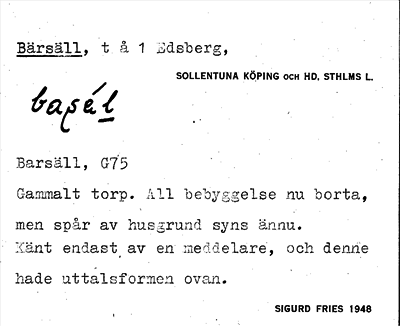 Bärsäll, t å 1 Edsberg,
SOLLENTUNA KÖPING OCH HD, STHLMS L.
baṣél
Barsäll, G75
Gammalt torp. All bebyggelse nu borta,
men spår av husgrund syns ännu.
Känt endast av en meddelare, och denne
hade uttalsformen ovan.
SIGURD FRIES 1948